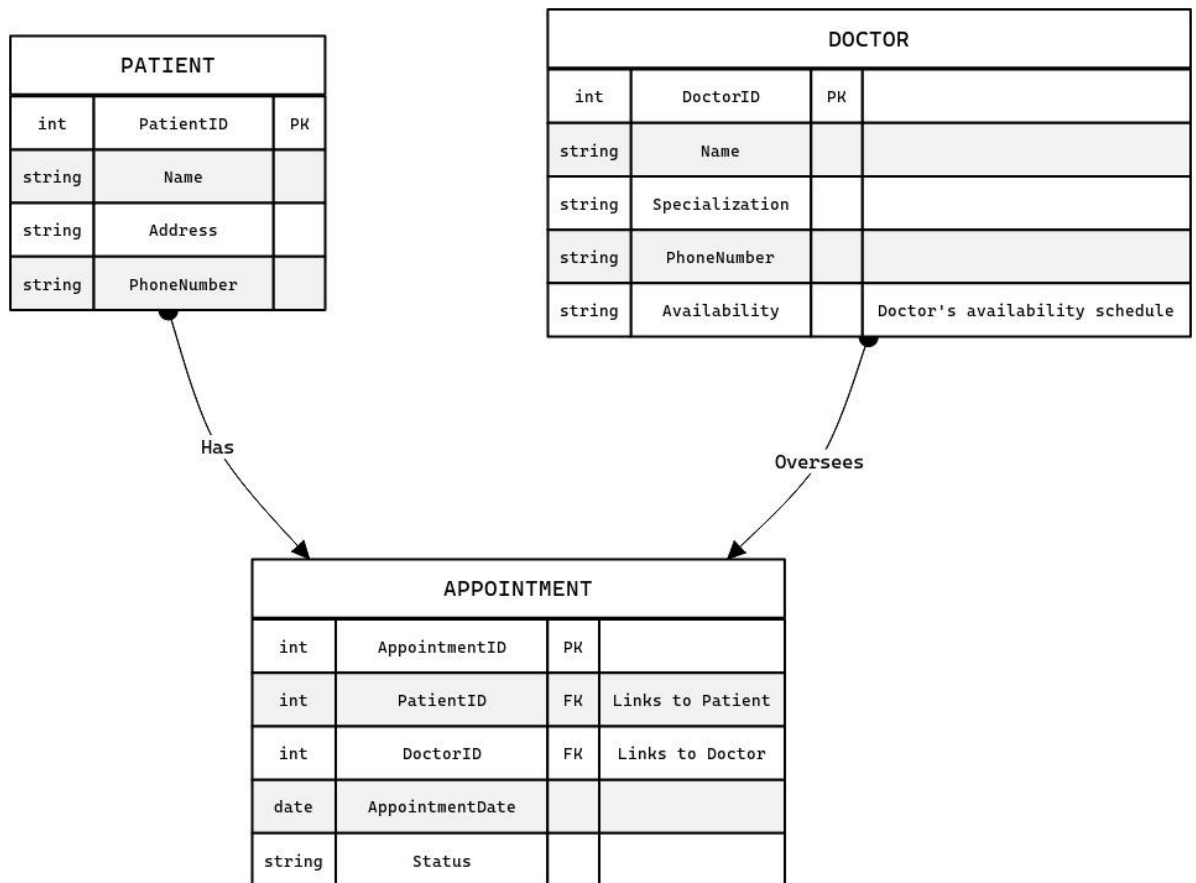 PATIENT
int PatientID PK
string Name
string Address
string PhoneNumber
DOCTOR
int DoctorID PK
string Name
string Specialization
string PhoneNumber
string Availability Doctor's availability schedule
Has
Oversees
APPOINTMENT
int AppointmentID PK
int PatientID FK Links to Patient
int DoctorID FK Links to Doctor
date AppointmentDate
string Status